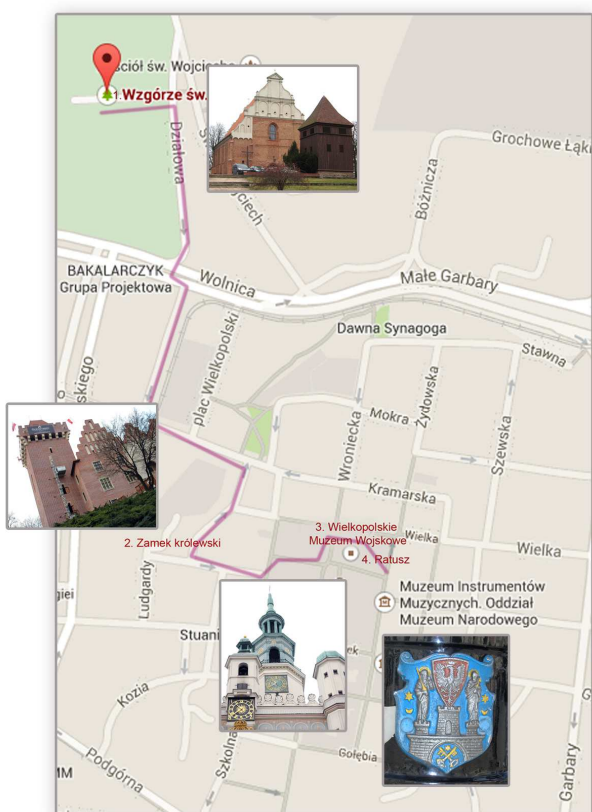 ściół św. Wojciecha
1.Wzgórze św.
Działowa
Grochowe Łąki
Bóżnicza
BAKALARCZYK
Grupa Projektowa
Wolnica
Małe Garbary
Dawna Synagoga
Stawna
plac Wielkopolski
skiego
Żydowska
Mokra
Wroniecka
Szewska
Kramarska
2. Zamek królewski
3. Wielkopolskie
Muzeum Wojskowe
Wielka
Wielka
4. Ratusz
Ludgardy
Muzeum Instrumentów
Muzycznych. Oddział
Muzeum Narodowego
Stuani
Kozia
Szkolna
Gołębia
Podgórna
Garbary